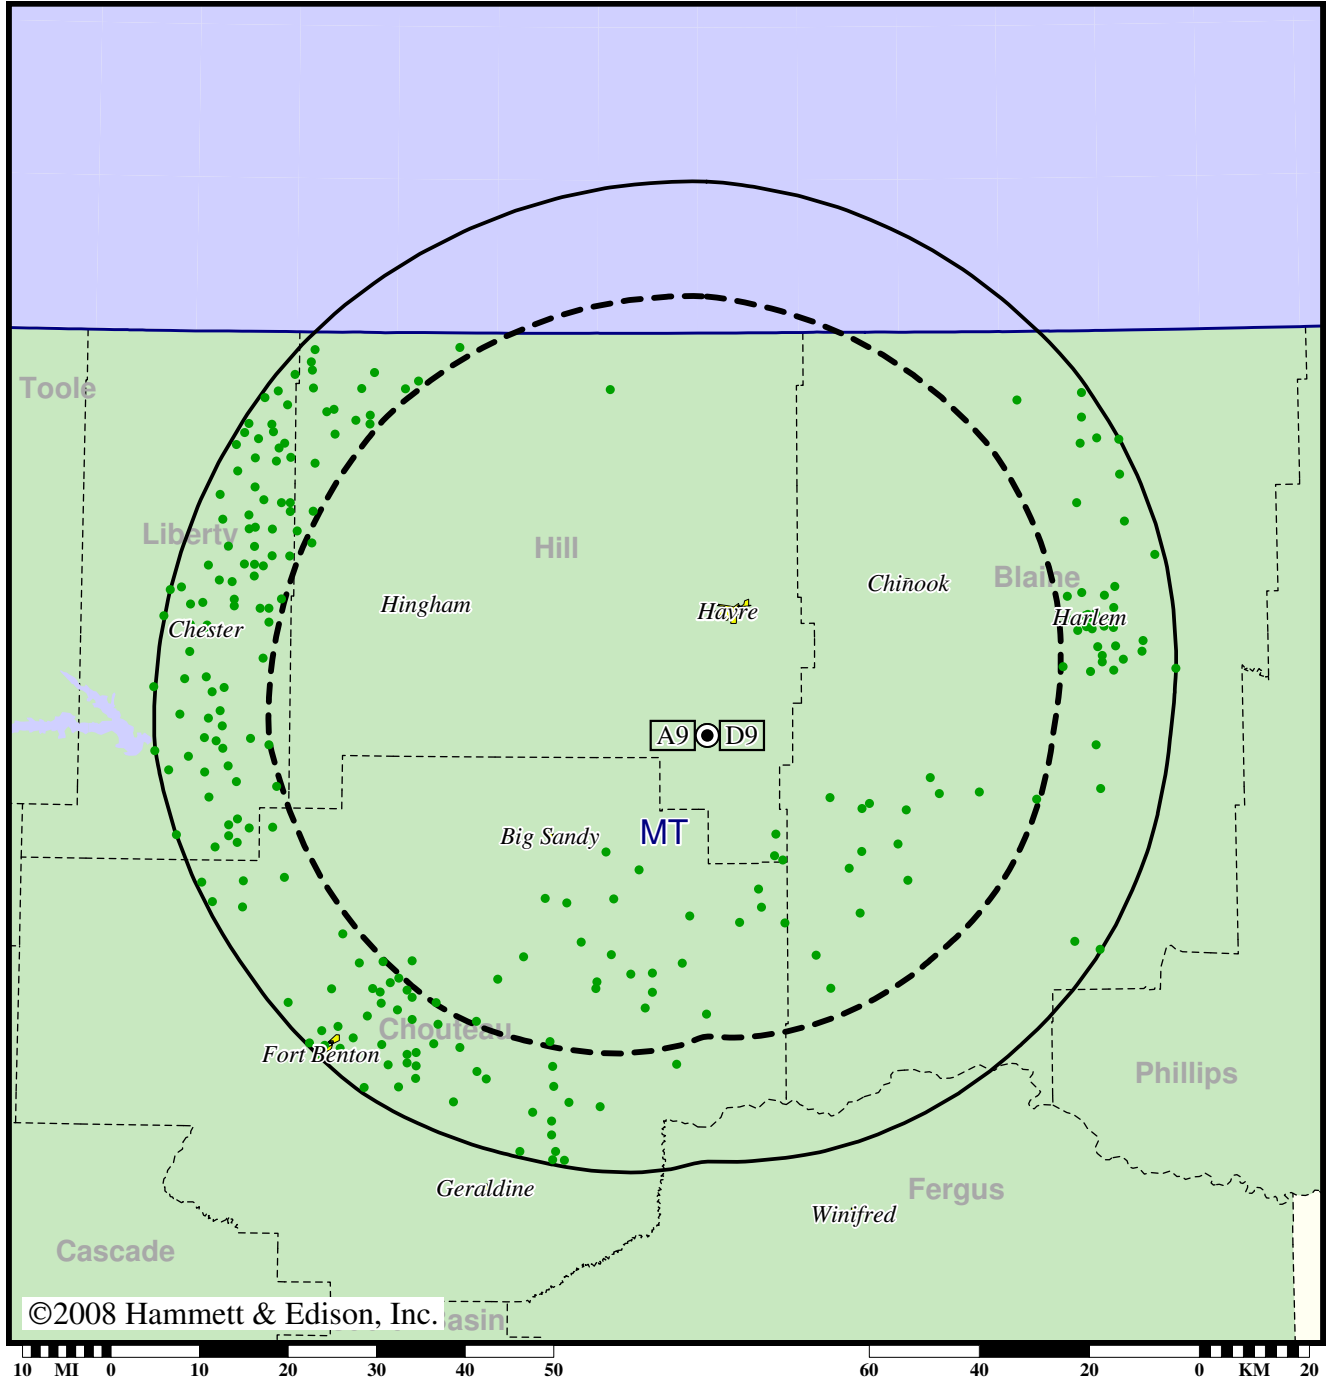 Toole
Liberty
Hill
Chinook
Blaine
Hingham
Havre
Harlem
Chester
A9 D9
Big Sandy
MT
Chouteau
Fort Benton
Phillips
Geraldine
Fergus
Winifred
Cascade
©2008 Hammett & Edison, Inc. asin
10 MI 0 10 20 30 40 50 60 40 20 0 KM 20